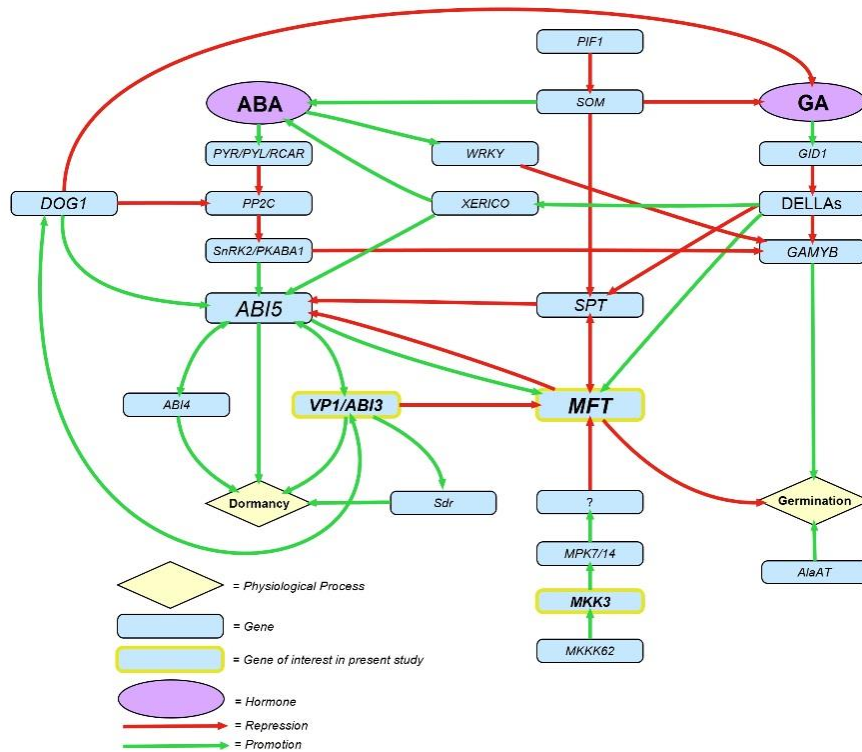 PIF1
ABA
SOM
GA
PYR/PYL/RCAR
WRKY
GID1
DOG1
PP2C
XERICO
DELLAs
SnRK2/PKABA1
GAMYB
ABI5
SPT
ABI4
VP1/ABI3
MFT
Dormancy
Sdr
?
Germination
MPK7/14
AlaAT
MKK3
MKKK62
= Physiological Process
= Gene
= Gene of interest in present study
= Hormone
= Repression
= Promotion